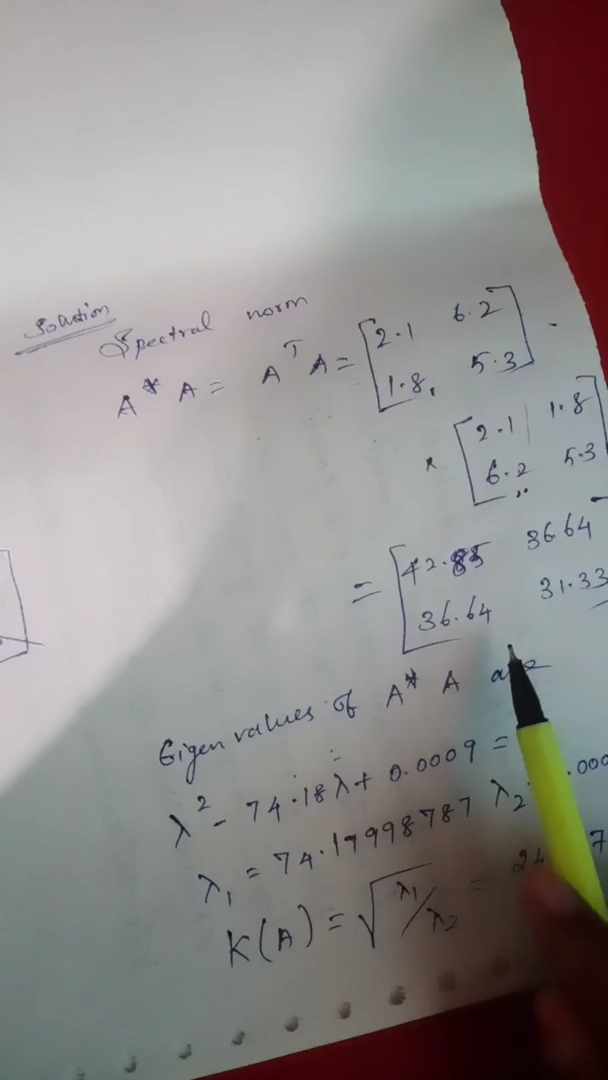 Solution
Spectral norm
A* A = A^T A = [2.1 6.2
1.8, 5.3]
× [2.1 1.8
6.2 5.3
= [42.85 36.64
36.64 31.33
Eigen values of A* A are
λ² - 74.18λ + 0.0009 =
λ₁ = 74.17998787 λ₂
K(A) = √λ₁/λ₂ =